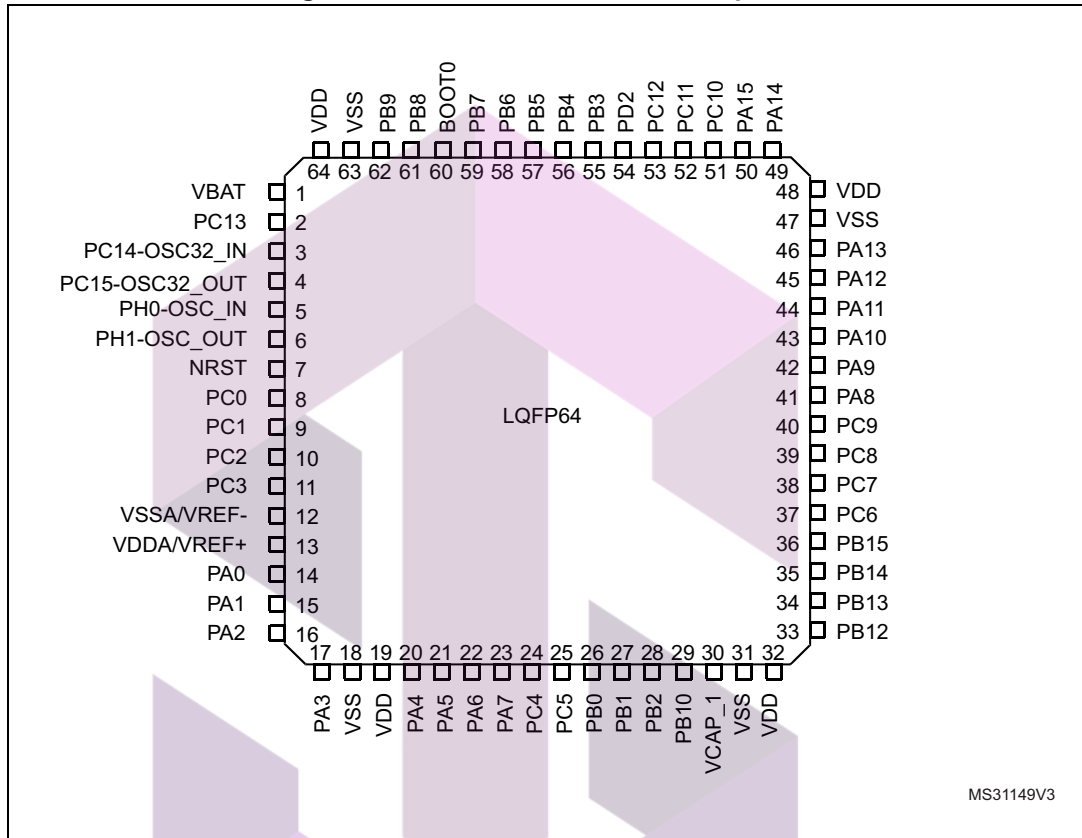 VDD
VSS
PB9
PB8
BOOT0
PB7
PB6
PB5
PB4
PB3
PD2
PC12
PC11
PC10
PA15
PA14
64 63 62 61 60 59 58 57 56 55 54 53 52 51 50 49
VBAT 1
PC13 2
PC14-OSC32_IN 3
PC15-OSC32_OUT 4
PH0-OSC_IN 5
PH1-OSC_OUT 6
NRST 7
PC0 8
PC1 9
PC2 10
PC3 11
VSSA/VREF- 12
VDDA/VREF+ 13
PA0 14
PA1 15
PA2 16
LQFP64
48 VDD
47 VSS
46 PA13
45 PA12
44 PA11
43 PA10
42 PA9
41 PA8
40 PC9
39 PC8
38 PC7
37 PC6
36 PB15
35 PB14
34 PB13
33 PB12
17 18 19 20 21 22 23 24 25 26 27 28 29 30 31 32
PA3
VSS
VDD
PA4
PA5
PA6
PA7
PC4
PC5
PB0
PB1
PB2
PB10
VCAP_1
VSS
VDD
MS31149V3